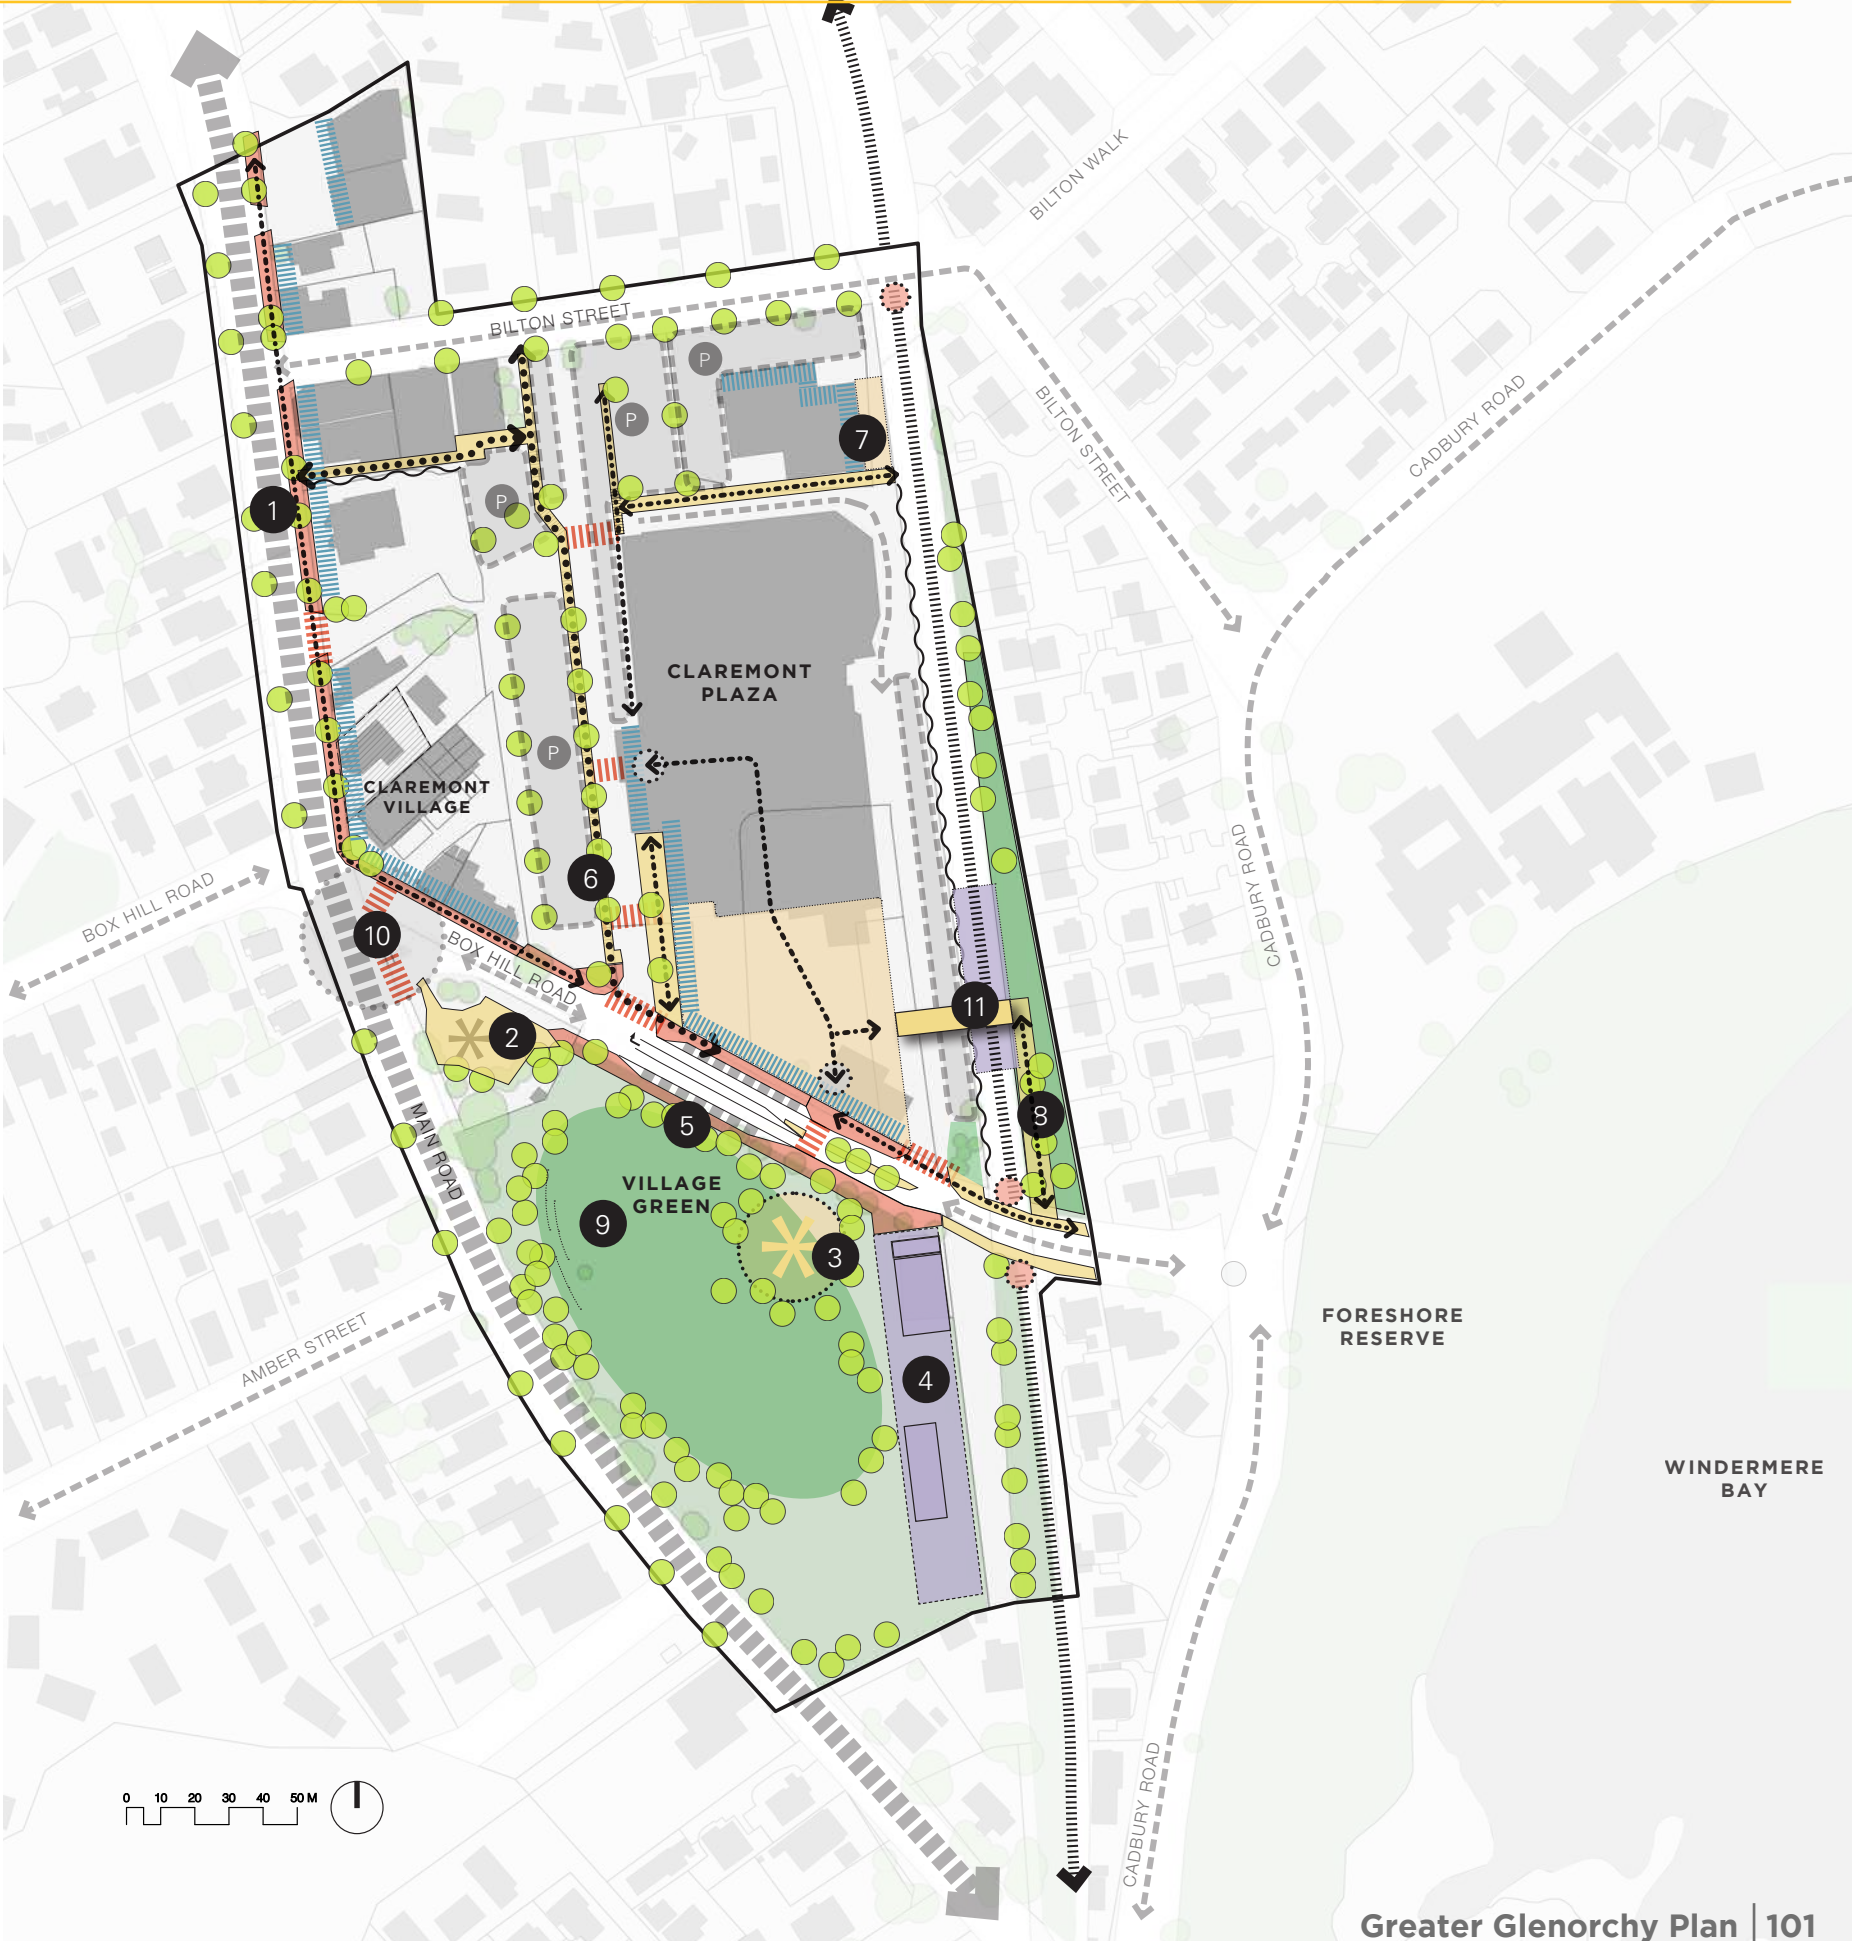 BILTON WALK
BILTON STREET
P
P
7
BILTON STREET
CADBURY ROAD
P
1
CLAREMONT
PLAZA
P
CLAREMONT
VILLAGE
6
BOX HILL ROAD
10
BOX HILL ROAD
CADBURY ROAD
11
2
MAIN ROAD
5
8
VILLAGE
GREEN
9
3
AMBER STREET
4
FORESHORE
RESERVE
WINDERMERE
BAY
CADBURY ROAD
0 10 20 30 40 50 M
Greater Glenorchy Plan | 101